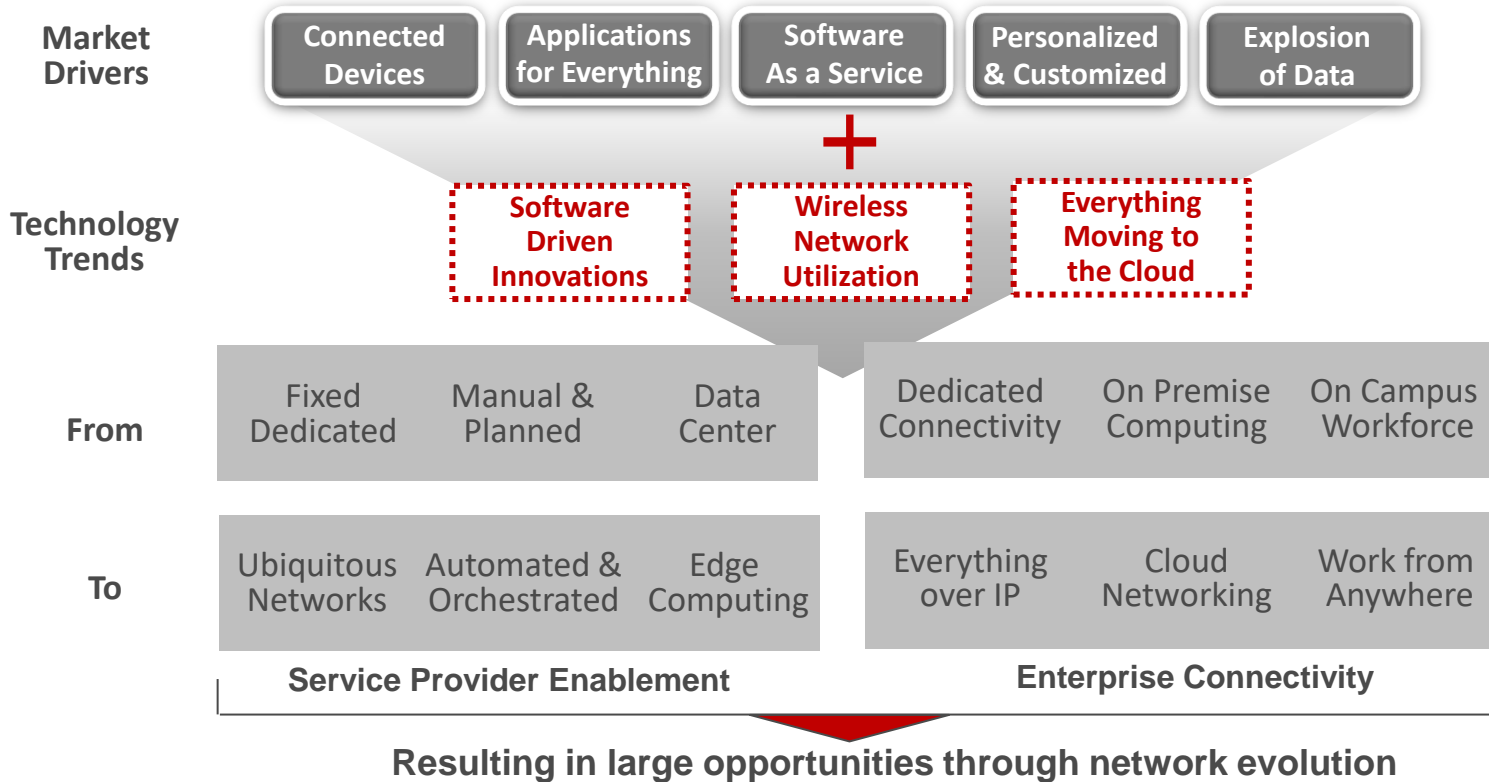 Market
Drivers
Connected
Devices
Applications
for Everything
Software
As a Service
Personalized
& Customized
Explosion
of Data
+
Technology
Trends
Software
Driven
Innovations
Wireless
Network
Utilization
Everything
Moving to
the Cloud
From
Fixed
Dedicated
Manual &
Planned
Data
Center
Dedicated
Connectivity
On Premise
Computing
On Campus
Workforce
To
Ubiquitous
Networks
Automated &
Orchestrated
Edge
Computing
Everything
over IP
Cloud
Networking
Work from
Anywhere
Service Provider Enablement
Enterprise Connectivity
Resulting in large opportunities through network evolution